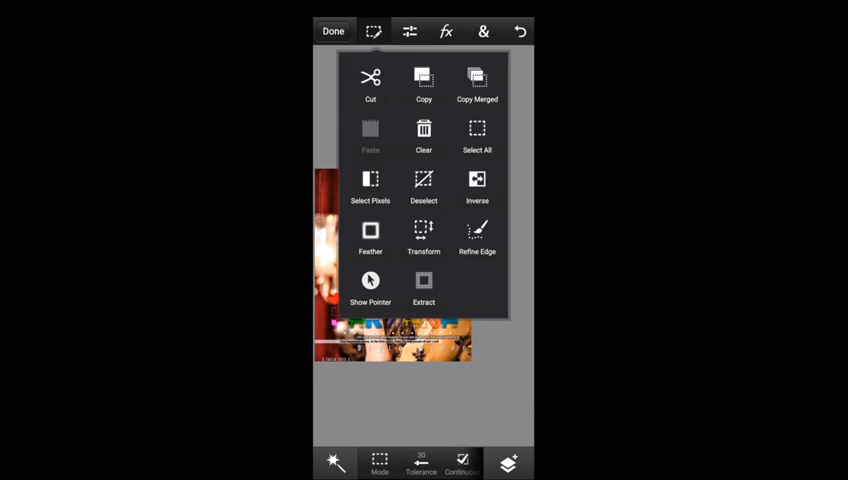 Done fx &
Cut Copy Copy Merged
Paste Clear Select All
Select Pixels Deselect Inverse
Feather Transform Refine Edge
Show Pointer Extract
30
Mode Tolerance